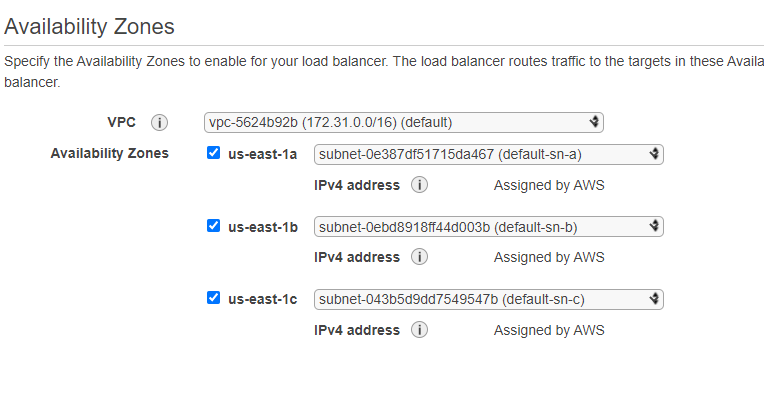 Availability Zones
Specify the Availability Zones to enable for your load balancer. The load balancer routes traffic to the targets in these Availa
balancer.
VPC i vpc-5624b92b (172.31.0.0/16) (default)
Availability Zones us-east-1a subnet-0e387df51715da467 (default-sn-a)
IPv4 address i Assigned by AWS
us-east-1b subnet-0ebd8918ff44d003b (default-sn-b)
IPv4 address i Assigned by AWS
us-east-1c subnet-043b5d9dd7549547b (default-sn-c)
IPv4 address i Assigned by AWS